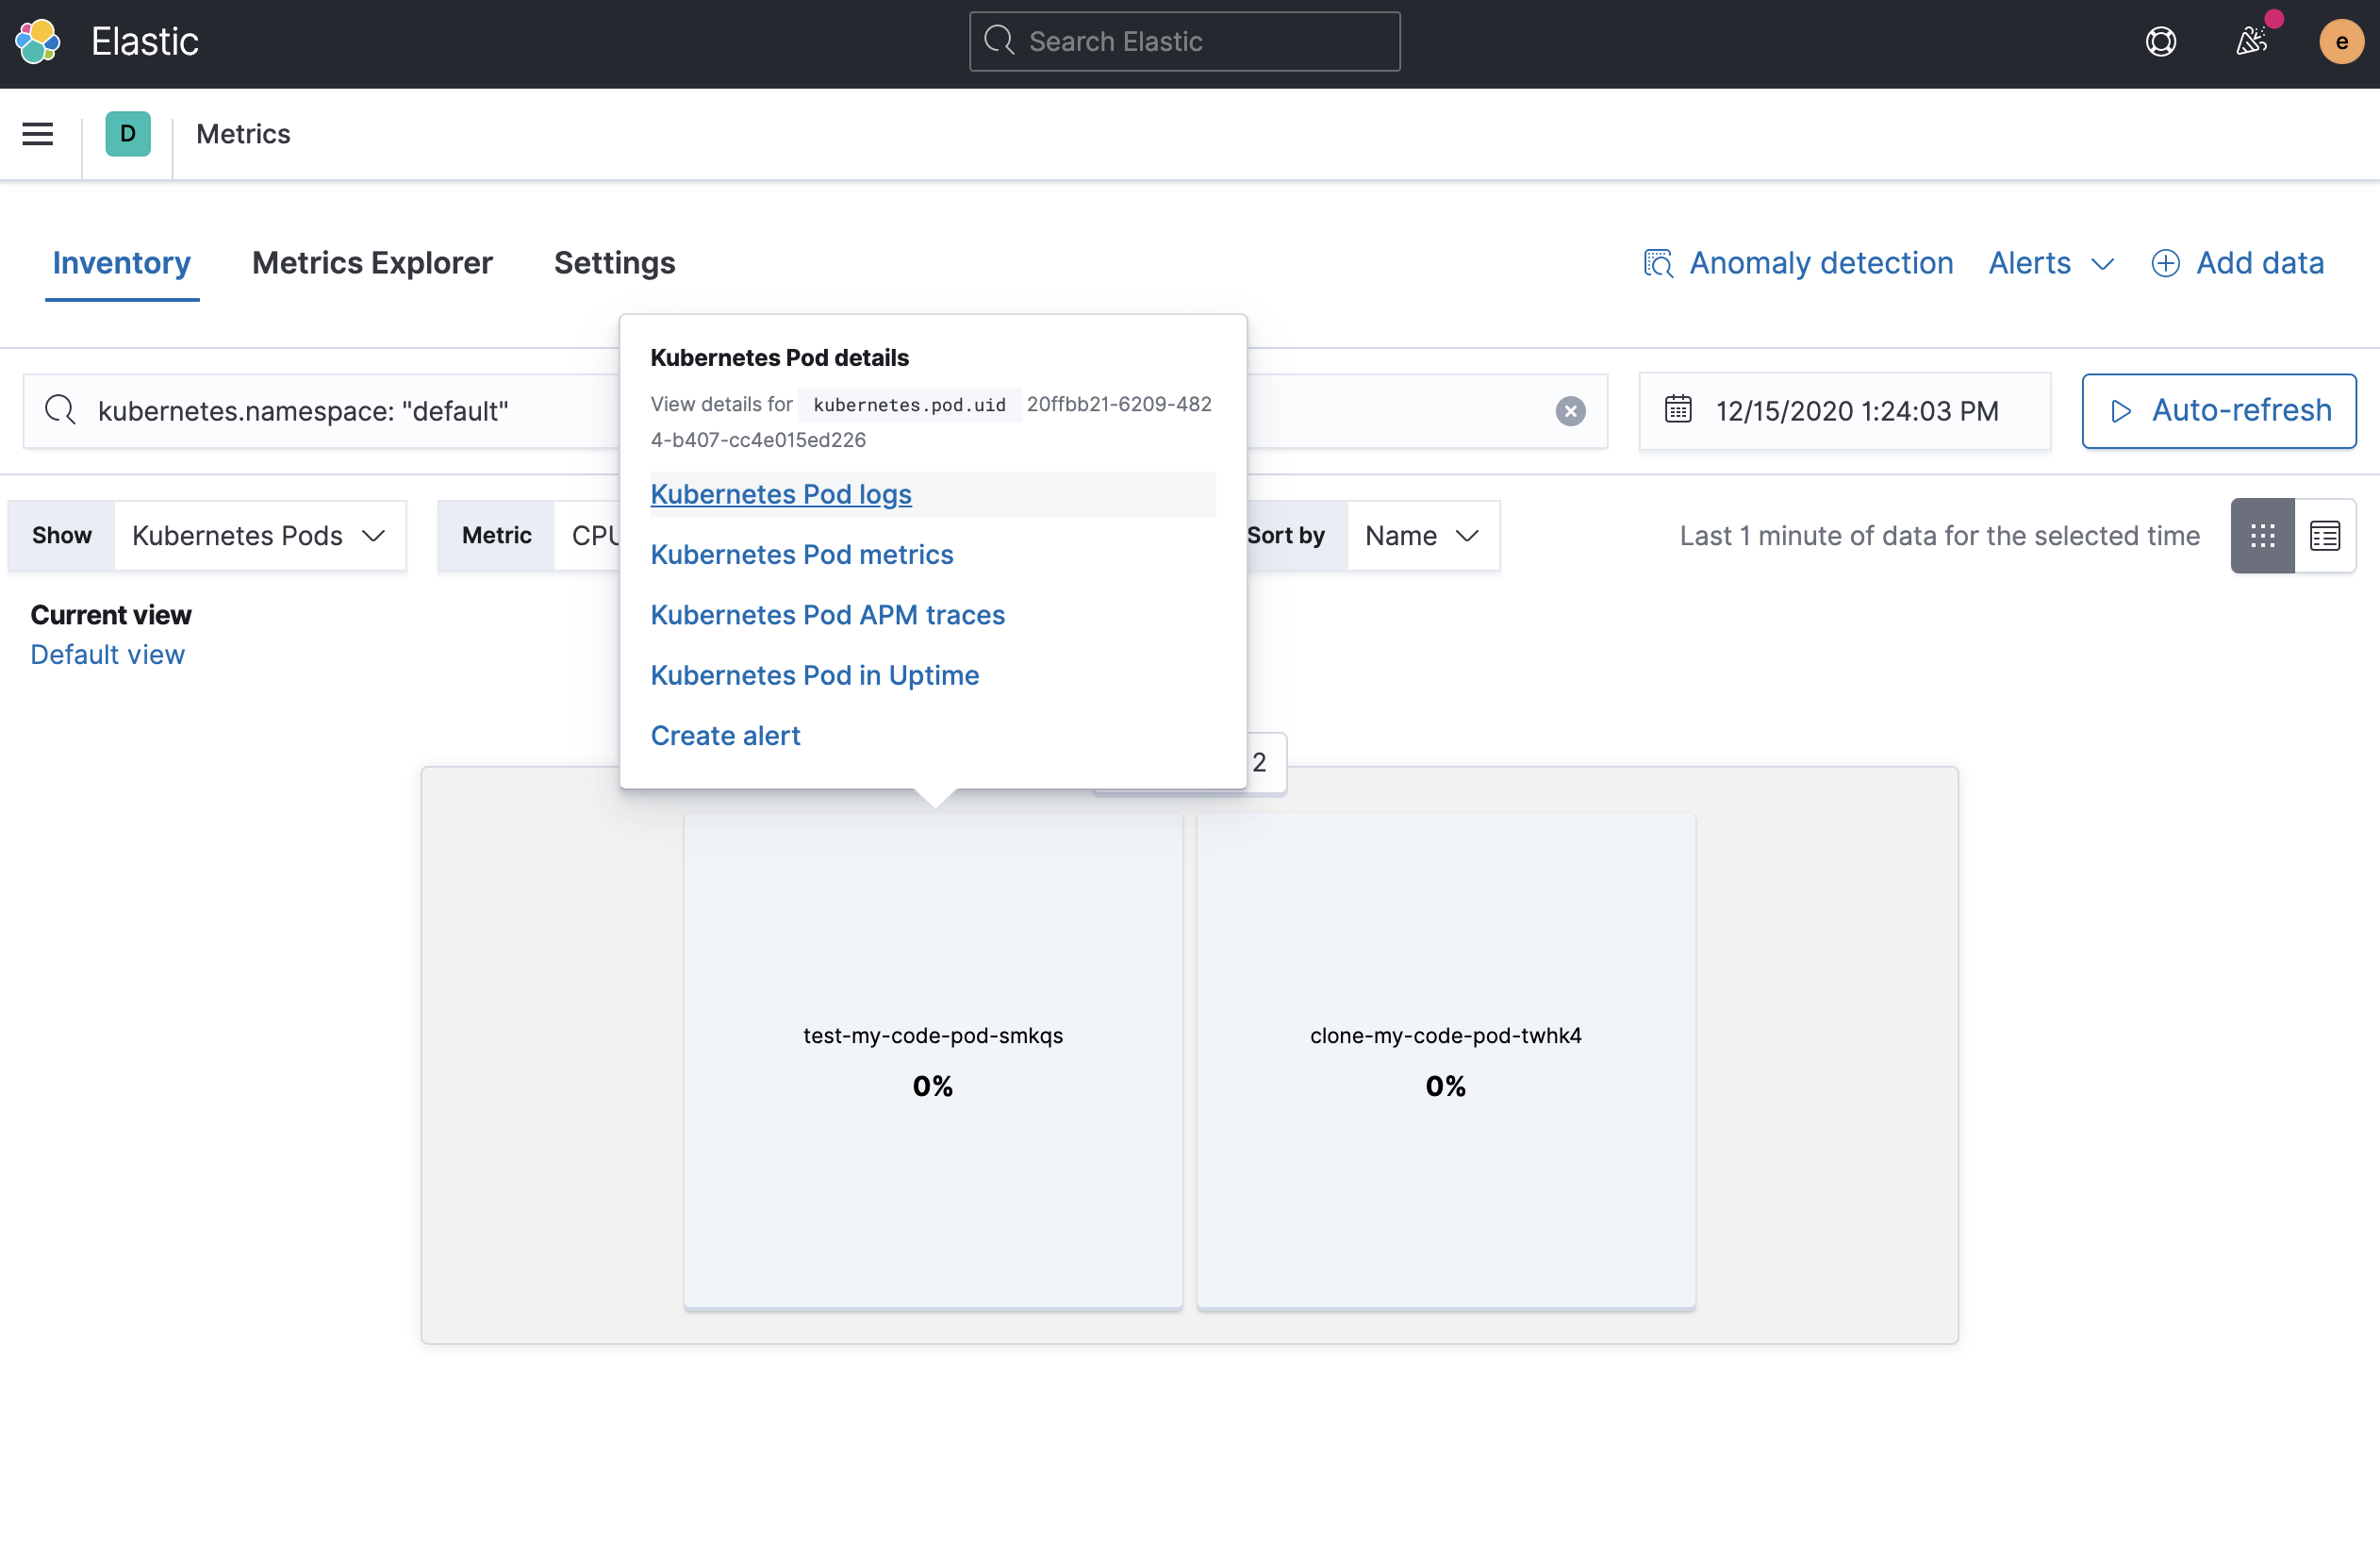 Elastic
Search Elastic
e
D
Metrics
Inventory Metrics Explorer Settings
Anomaly detection Alerts Add data
kubernetes.namespace: "default"
12/15/2020 1:24:03 PM
Auto-refresh
Kubernetes Pod details
View details for kubernetes.pod.uid 20ffbb21-6209-482
4-b407-cc4e015ed226
Kubernetes Pod logs
Kubernetes Pod metrics
Kubernetes Pod APM traces
Kubernetes Pod in Uptime
Create alert
Show Kubernetes Pods
Metric CPU
Sort by Name
Last 1 minute of data for the selected time
Current view
Default view
2
test-my-code-pod-smkqs
0%
clone-my-code-pod-twhk4
0%